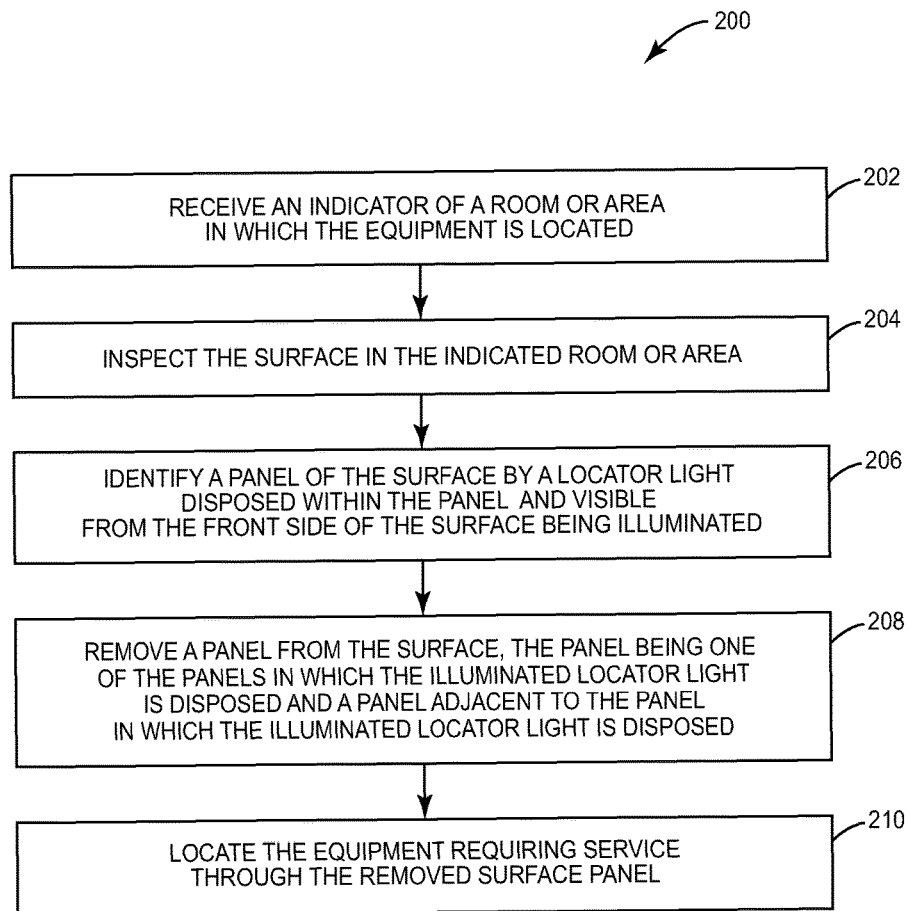 200
202
RECEIVE AN INDICATOR OF A ROOM OR AREA
IN WHICH THE EQUIPMENT IS LOCATED
204
INSPECT THE SURFACE IN THE INDICATED ROOM OR AREA
206
IDENTIFY A PANEL OF THE SURFACE BY A LOCATOR LIGHT
DISPOSED WITHIN THE PANEL AND VISIBLE
FROM THE FRONT SIDE OF THE SURFACE BEING ILLUMINATED
208
REMOVE A PANEL FROM THE SURFACE, THE PANEL BEING ONE
OF THE PANELS IN WHICH THE ILLUMINATED LOCATOR LIGHT
IS DISPOSED AND A PANEL ADJACENT TO THE PANEL
IN WHICH THE ILLUMINATED LOCATOR LIGHT IS DISPOSED
210
LOCATE THE EQUIPMENT REQUIRING SERVICE
THROUGH THE REMOVED SURFACE PANEL